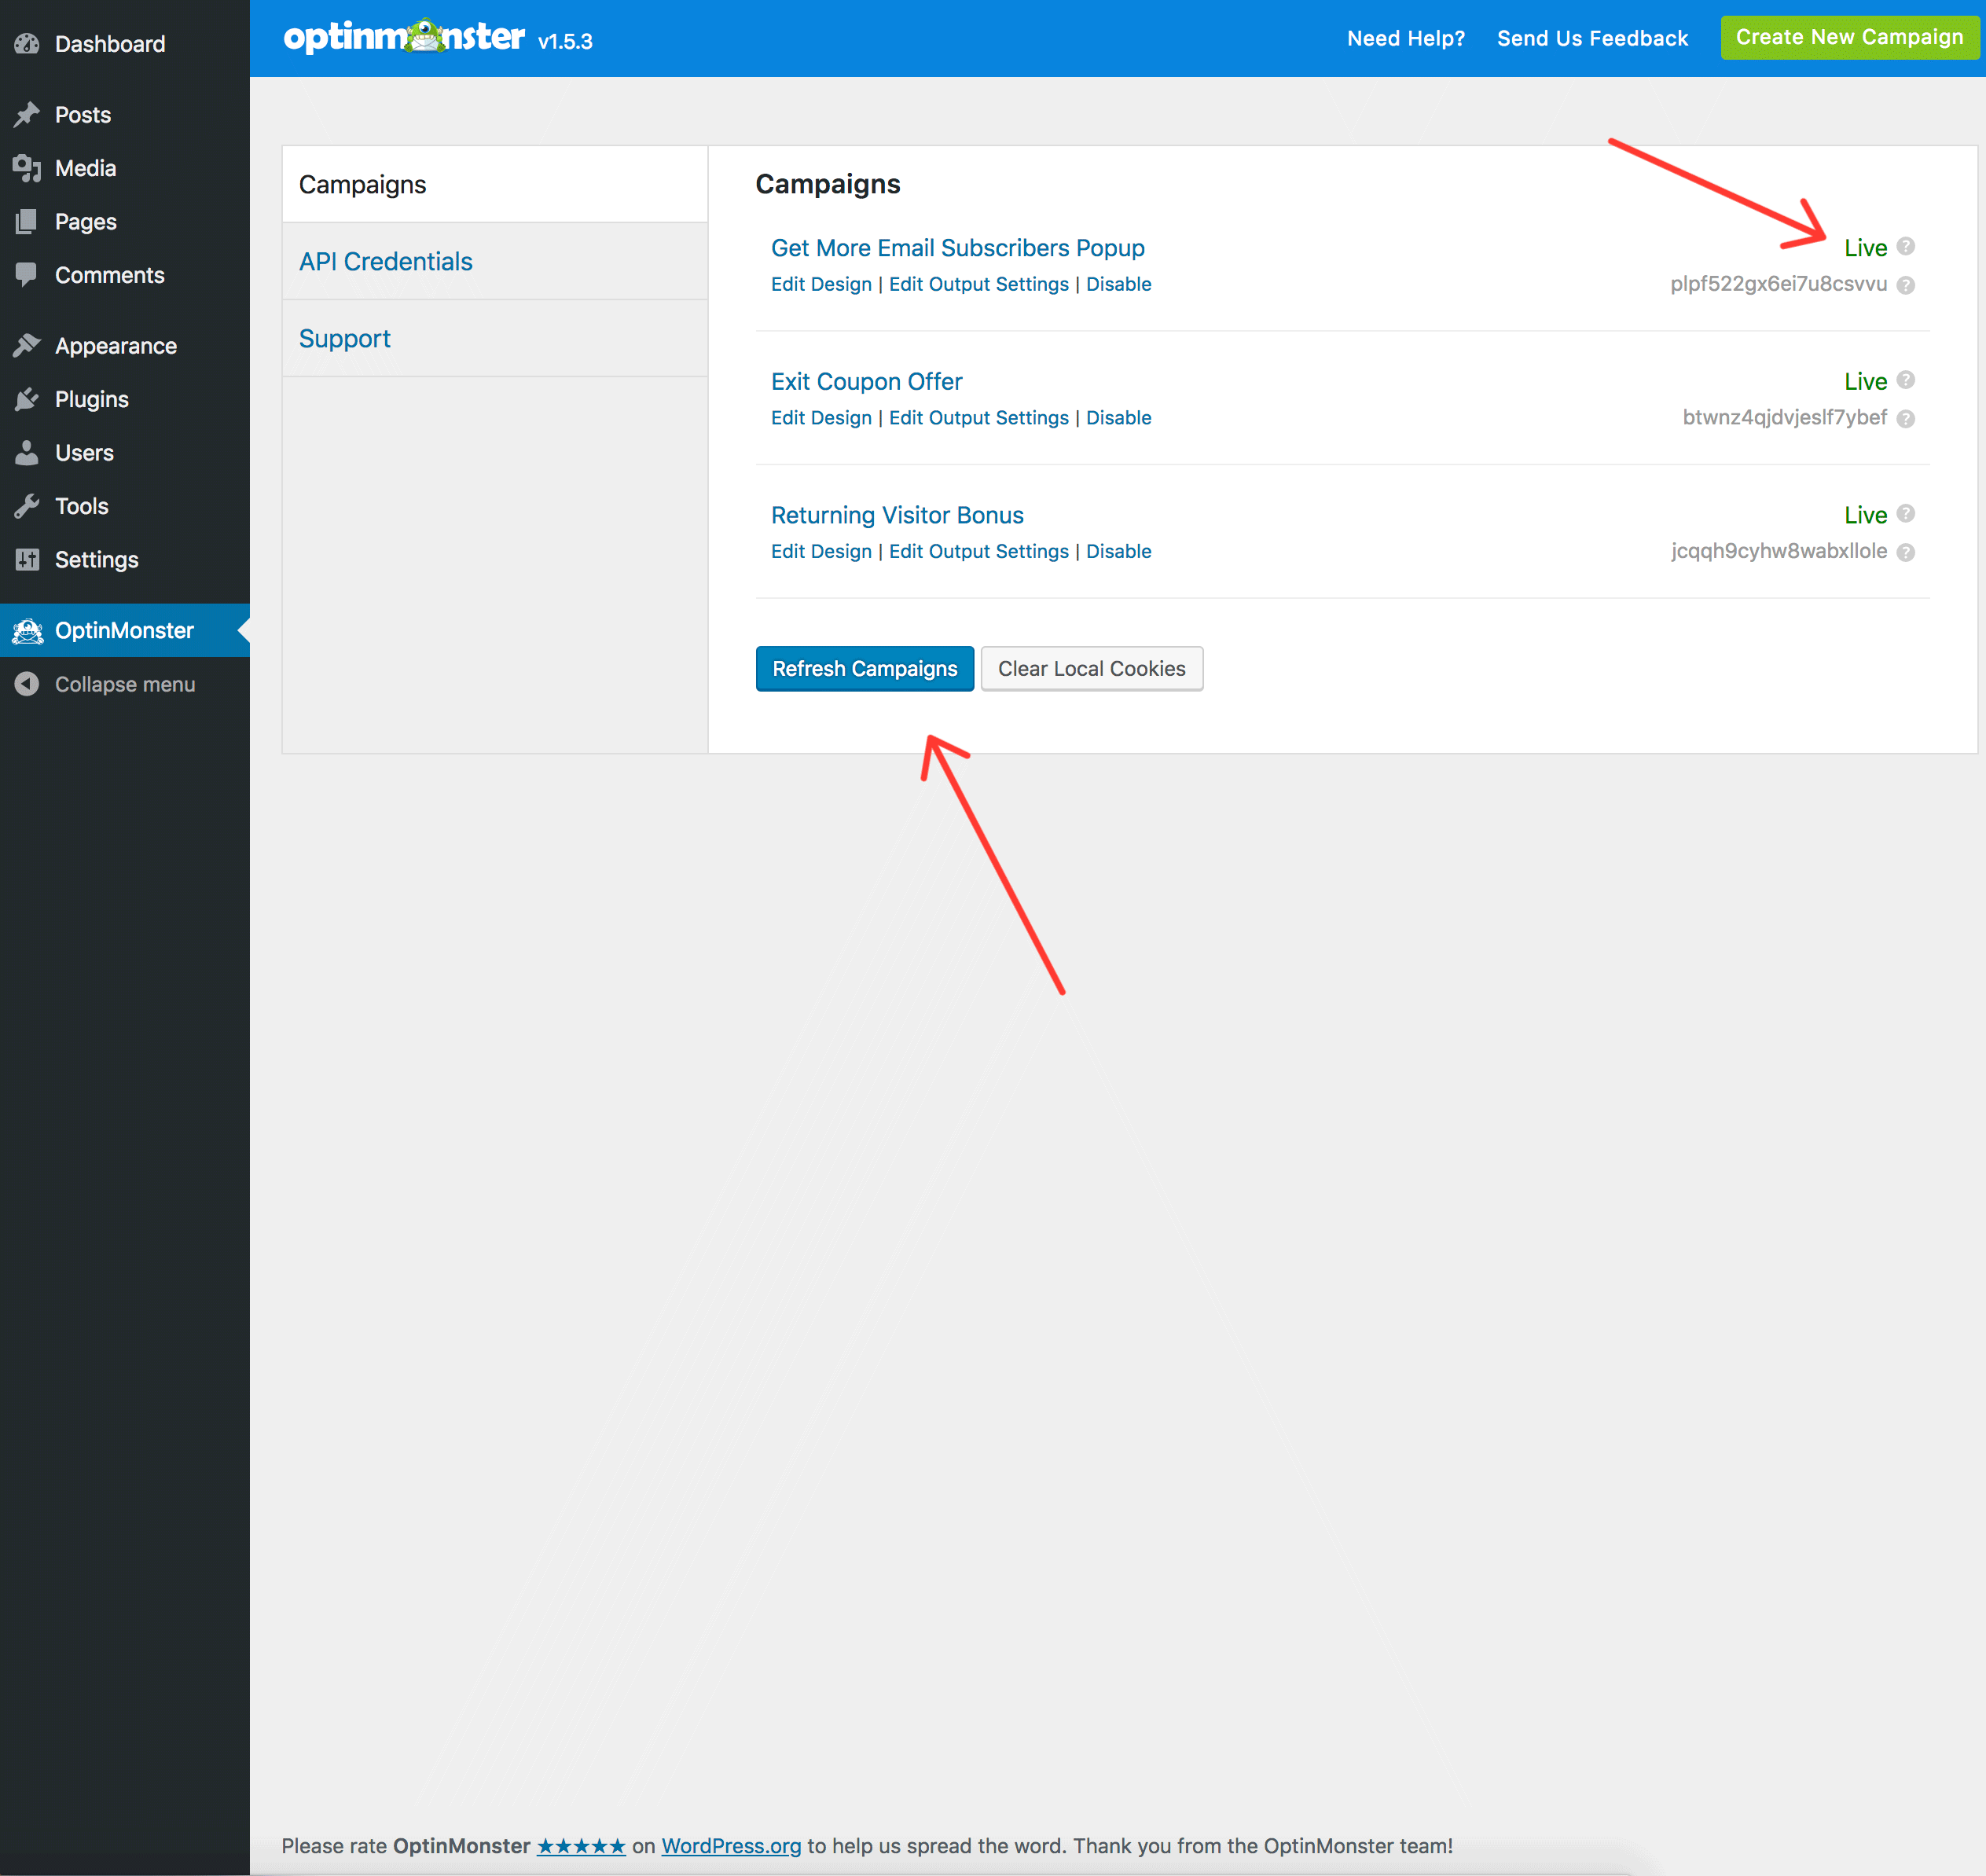 Dashboard
Posts
Media
Pages
Comments
Appearance
Plugins
Users
Tools
Settings
OptinMonster
Collapse menu
optinmonster v1.5.3
Need Help?
Send Us Feedback
Create New Campaign
Campaigns
API Credentials
Support
Campaigns
Get More Email Subscribers Popup
Live ?
Edit Design | Edit Output Settings | Disable
plpf522gx6ei7u8csvvu ?
Exit Coupon Offer
Live ?
Edit Design | Edit Output Settings | Disable
btwnz4qjdvjeslf7ybef ?
Returning Visitor Bonus
Live ?
Edit Design | Edit Output Settings | Disable
jcqqh9cyhw8wabxllole ?
Refresh Campaigns
Clear Local Cookies
Please rate OptinMonster ★★★★★ on WordPress.org to help us spread the word. Thank you from the OptinMonster team!